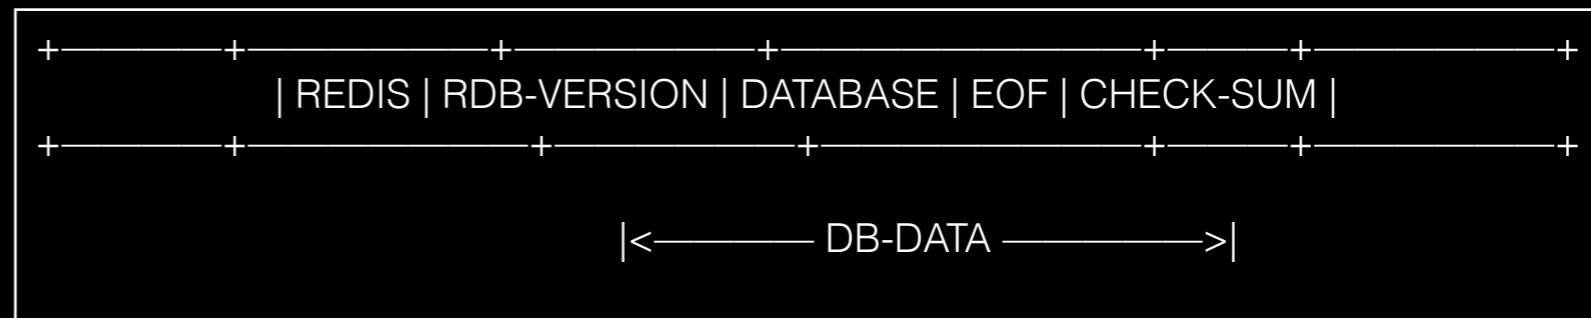 +————+——————+——————+—————————+———+——————+
| REDIS | RDB-VERSION | DATABASE | EOF | CHECK-SUM |
+————+———————+——————+————————+———+——————+
|<———— DB-DATA —————>|